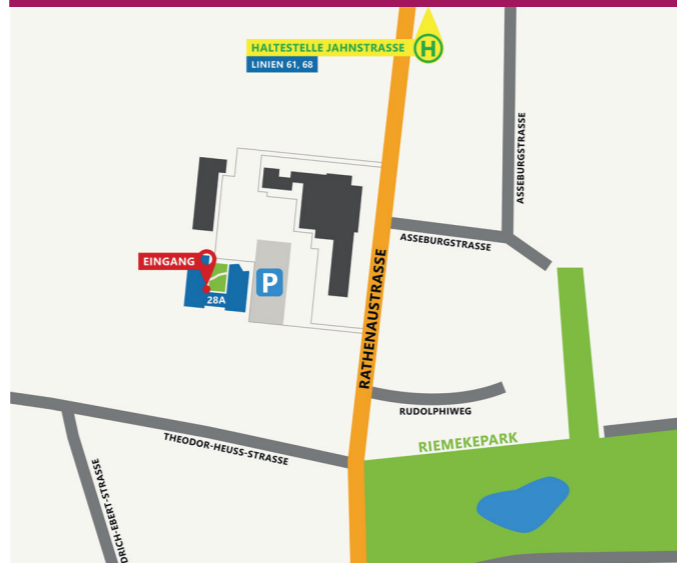 HALTESTELLE JAHNSTRASSE
H
LINIEN 61, 68
ASSEBURGSTRASSE
ASSEBURGSTRASSE
EINGANG
P
28A
RATHENAUSTRASSE
RUDOLPHIWEG
RIEMEKEPARK
THEODOR-HEUSS-STRASSE
DRICH-EBERT-STRASSE